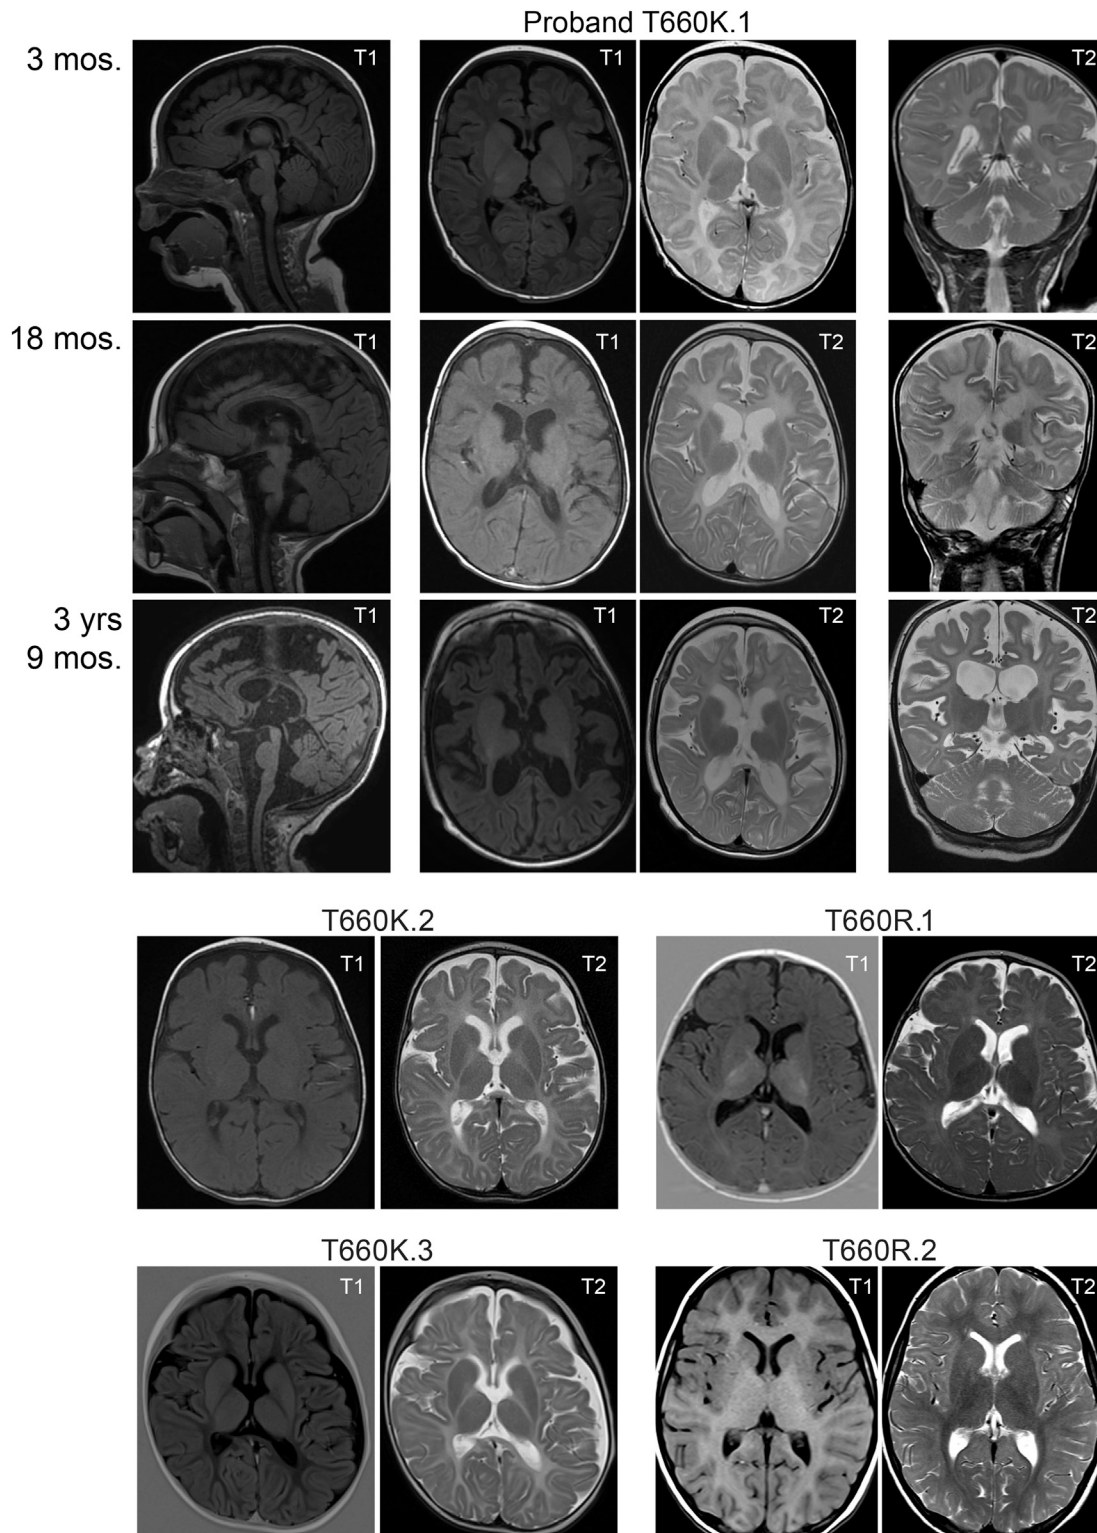 Proband T660K.1
3 mos.
T1
T1
T2
18 mos.
T1
T1
T2
T2
3 yrs
9 mos.
T1
T1
T2
T2
T660K.2
T1
T2
T660R.1
T1
T2
T660K.3
T1
T2
T660R.2
T1
T2